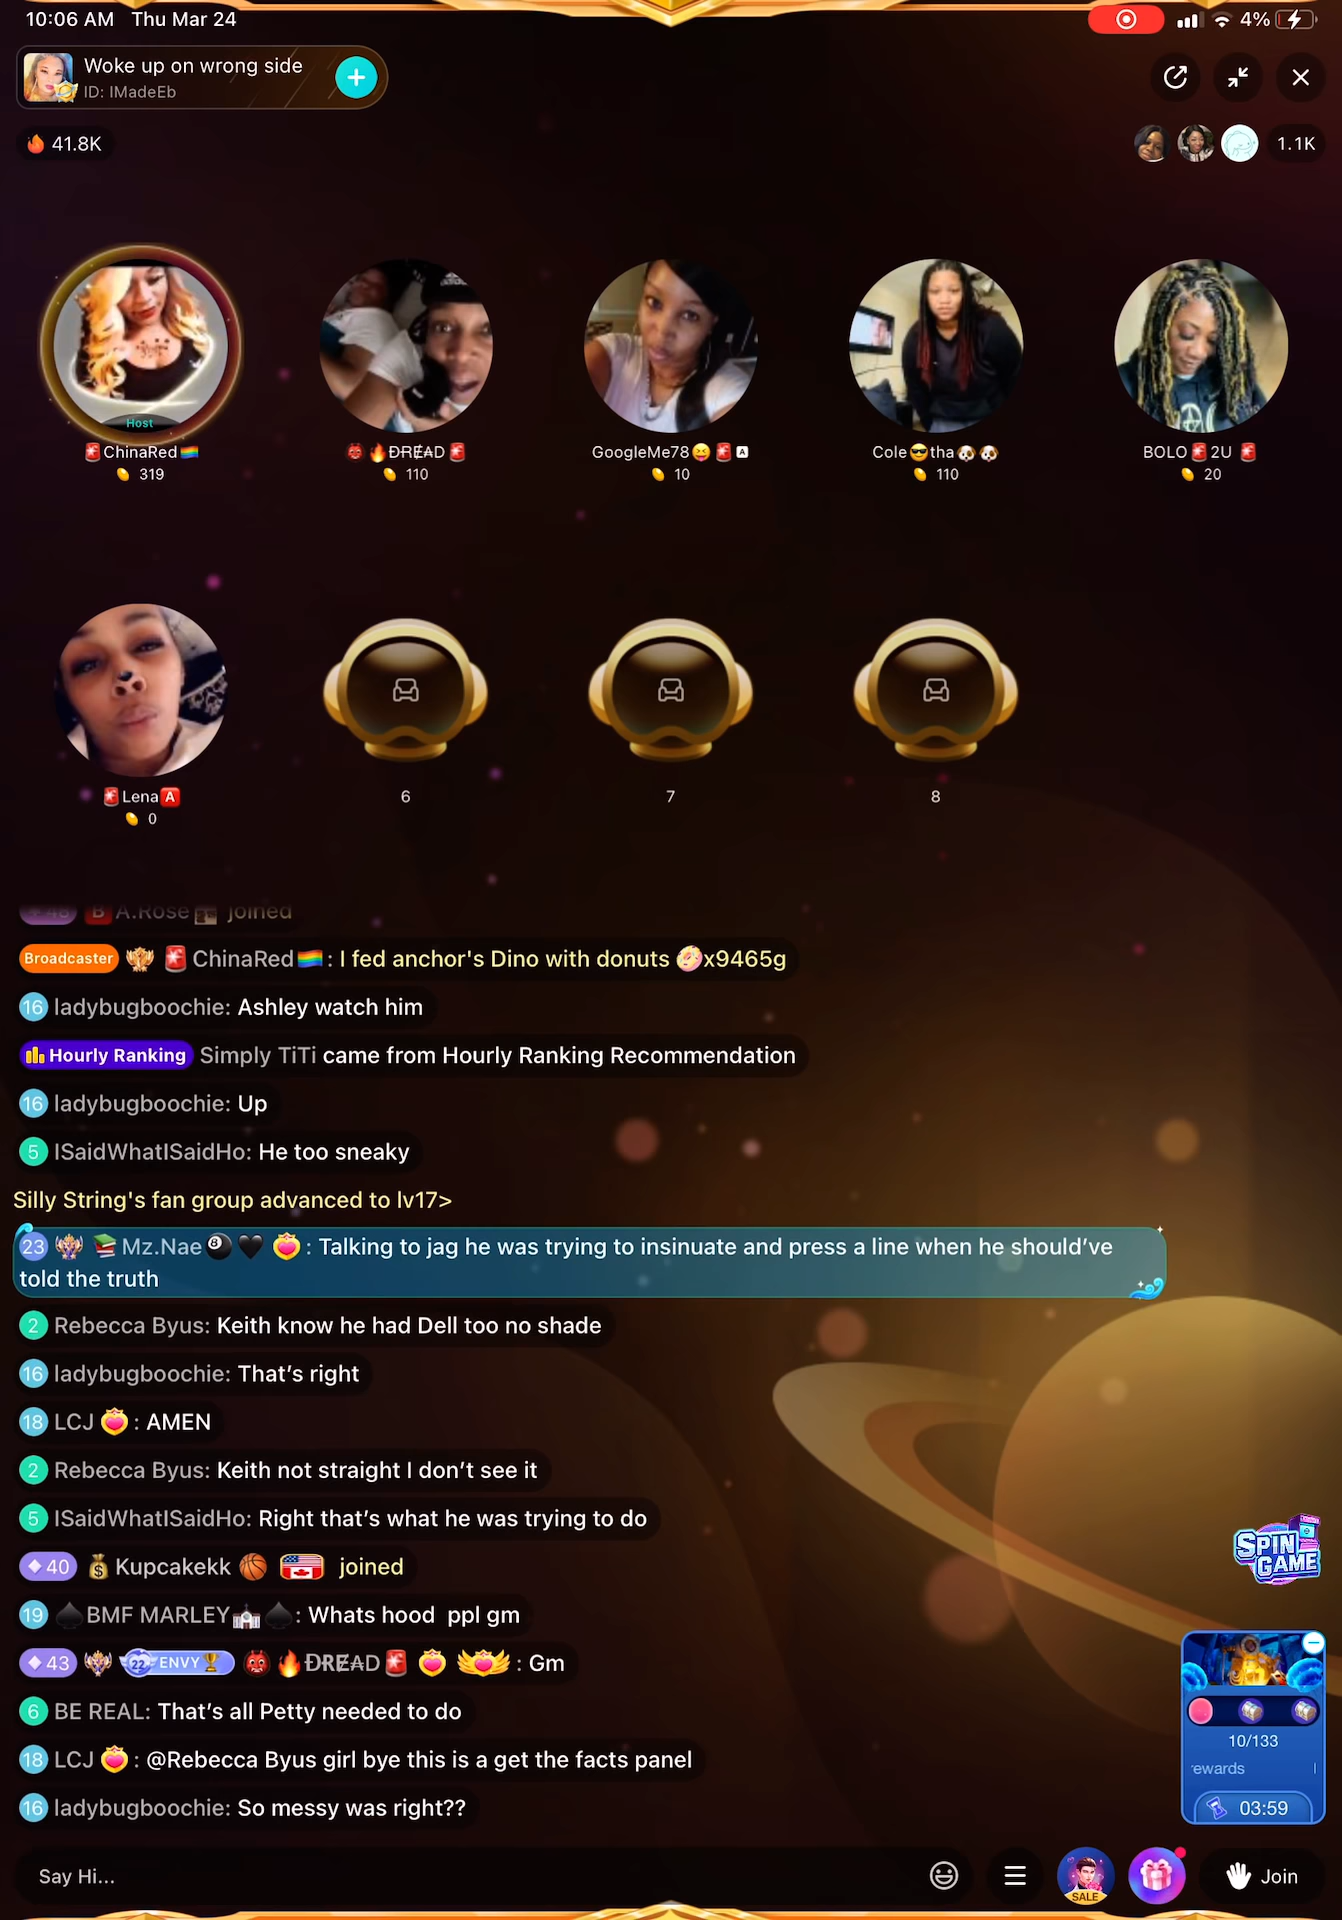 10:06 AM Thu Mar 24
4%
Woke up on wrong side
ID: IMadeEb
41.8K
1.1K
Host
🚨ChinaRed🏳️‍🌈
319
👹🔥ĐɌɆȺD🚨
110
GoogleMe78😝🚨🅰
10
Cole😎tha🐶🐶
110
BOLO🚨2U 🚨
20
🚨Lena🅰
0
6
7
8
48 🅱A.Rose joined
Broadcaster 🚨ChinaRed🏳️‍🌈: I fed anchor's Dino with donuts 🍩x9465g
16 ladybugboochie: Ashley watch him
Hourly Ranking Simply TiTi came from Hourly Ranking Recommendation
16 ladybugboochie: Up
5 ISaidWhatISaidHo: He too sneaky
Silly String's fan group advanced to lv17>
23 📚Mz.Nae🎱🖤 : Talking to jag he was trying to insinuate and press a line when he should’ve
told the truth
2 Rebecca Byus: Keith know he had Dell too no shade
16 ladybugboochie: That’s right
18 LCJ : AMEN
2 Rebecca Byus: Keith not straight I don’t see it
5 ISaidWhatISaidHo: Right that’s what he was trying to do
40 💰Kupcakekk🏀 joined
19 ♠️BMF MARLEY♠️: Whats hood ppl gm
43 22 ENVY🏆 👹🔥ĐɌɆȺD🚨 : Gm
6 BE REAL: That’s all Petty needed to do
18 LCJ : @Rebecca Byus girl bye this is a get the facts panel
16 ladybugboochie: So messy was right??
SPIN
GAME
10/133
ewards
03:59
Say Hi...
SALE
Join